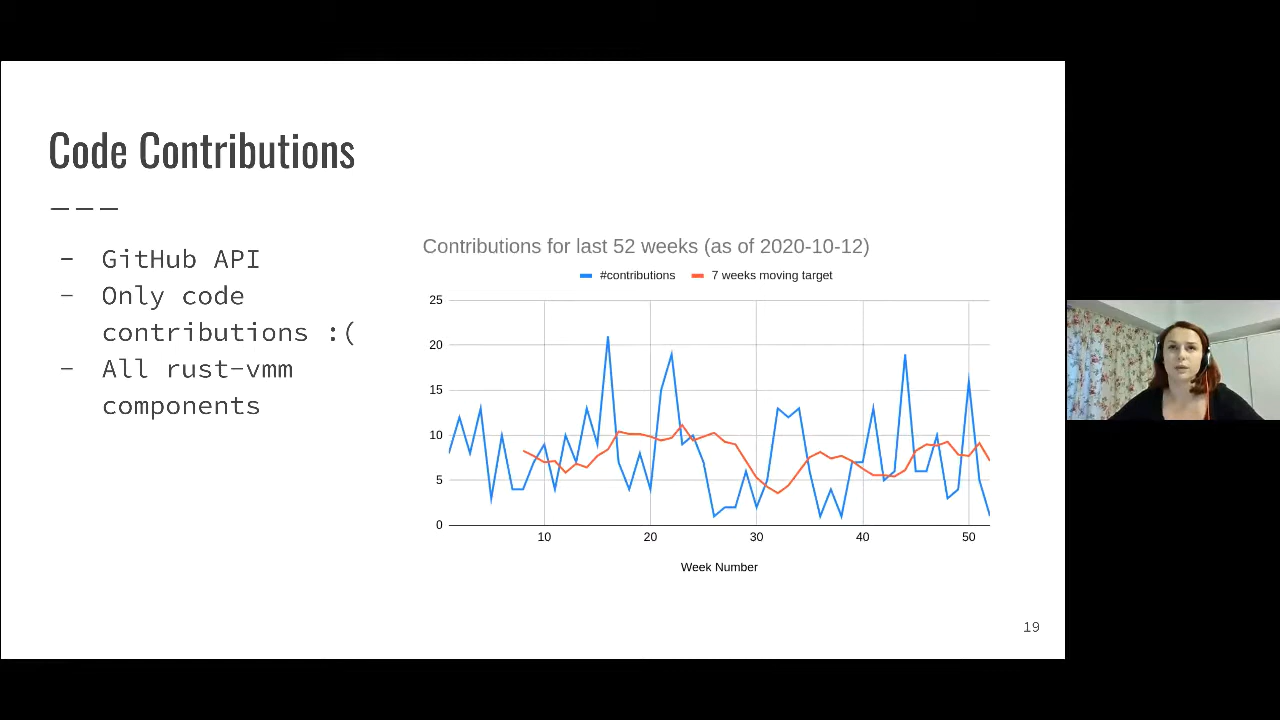 Code Contributions
– – –
- GitHub API
- Only code
contributions :(
- All rust-vmm
components
Contributions for last 52 weeks (as of 2020-10-12)
#contributions 7 weeks moving target
25
20
15
10
5
0
10 20 30 40 50
Week Number
19